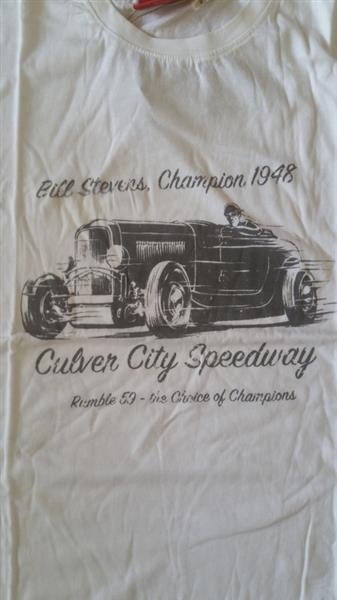 Bill Stevens, Champion 1948
Culver City Speedway
Rumble 59 - the Choice of Champions